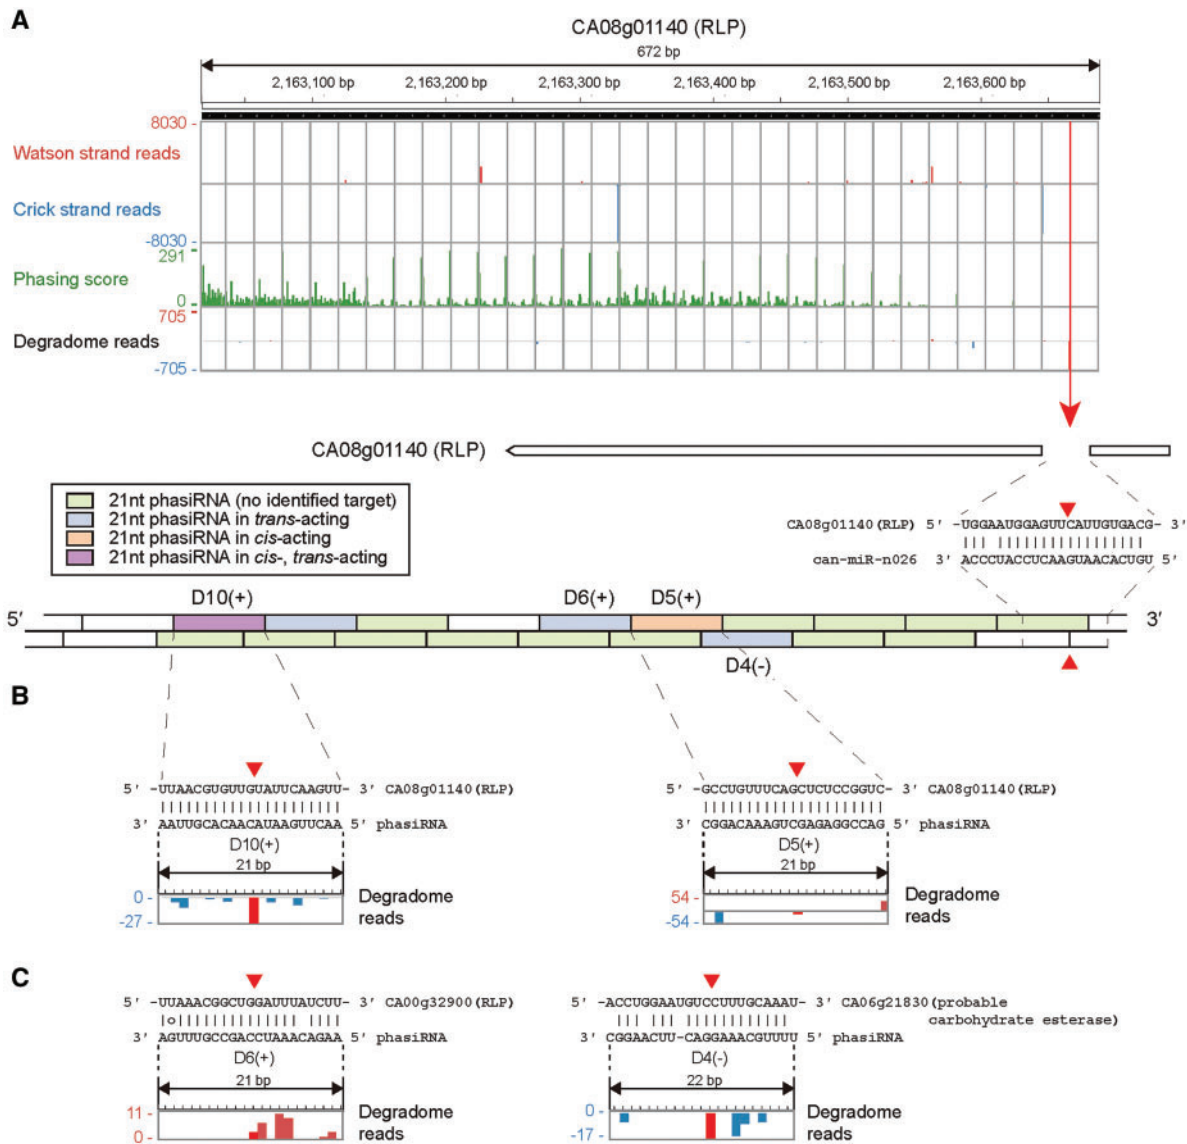 A
CA08g01140 (RLP)
672 bp
2,163,100 bp 2,163,200 bp 2,163,300 bp 2,163,400 bp 2,163,500 bp 2,163,600 bp
8030 -
Watson strand reads
Crick strand reads
-8030 -
291 -
Phasing score
0 -
705 -
Degradome reads
-705 -
CA08g01140 (RLP)
21nt phasiRNA (no identified target)
21nt phasiRNA in trans-acting
21nt phasiRNA in cis-acting
21nt phasiRNA in cis-, trans-acting
CA08g01140(RLP) 5' -UGGAAUGGAGUUCAUUGUGACG- 3'
can-miR-n026 3' ACCCUACCUCAAGUAACACUGU 5'
D10(+) D6(+) D5(+)
5' 3'
D4(-)
B
5' -UUAACGUGUUGUAUUCAAGUU- 3' CA08g01140(RLP)
3' AAUUGCACAACAUAAGUUCAA 5' phasiRNA
D10(+)
21 bp
0 -
-27 -
Degradome
reads
5' -GCCUGUUUCAGCUCUCCGGUC- 3' CA08g01140(RLP)
3' CGGACAAAGUCGAGAGGCCAG 5' phasiRNA
D5(+)
21 bp
54 -
-54 -
Degradome
reads
C
5' -UUAAACGGCUGGAUUUAUCUU- 3' CA00g32900(RLP)
3' AGUUUGCCGACCUAAACAGAA 5' phasiRNA
D6(+)
21 bp
11 -
0 -
Degradome
reads
5' -ACCUGGAAUGUCCUUUGCAAAU- 3' CA06g21830(probable
carbohydrate esterase)
3' CGGAACUU-CAGGAAACGUUUU 5' phasiRNA
D4(-)
22 bp
0 -
-17 -
Degradome
reads